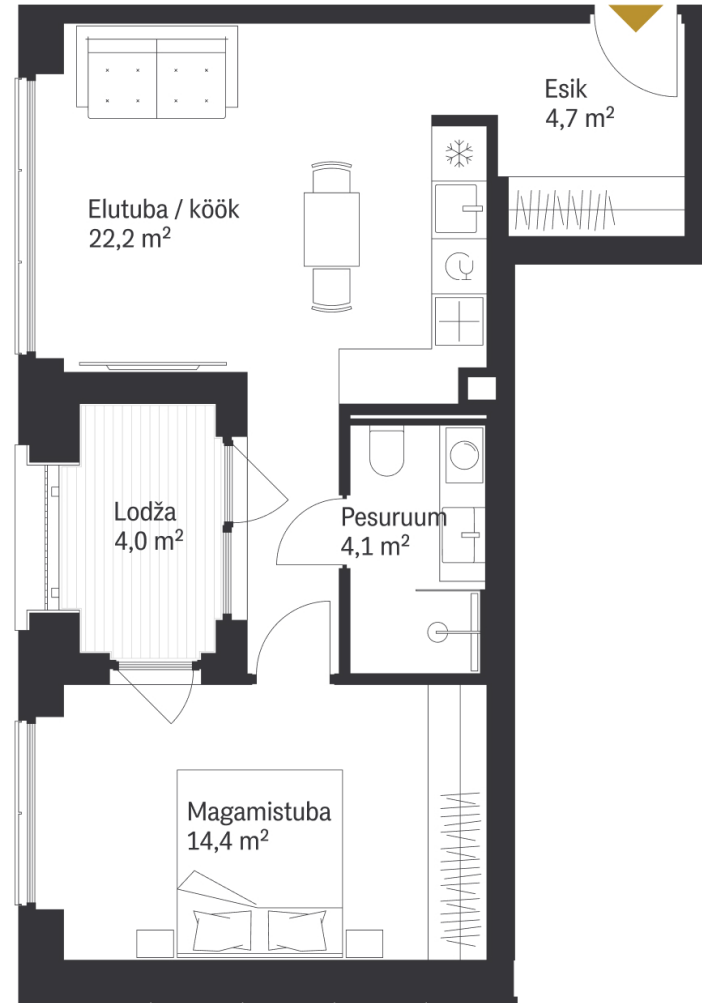 Esik
4,7 m²
Elutuba / köök
22,2 m²
Lodža
4,0 m²
Pesuruum
4,1 m²
Magamistuba
14,4 m²